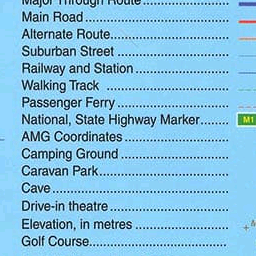 Major Through Route
Main Road
Alternate Route
Suburban Street
Railway and Station
Walking Track
Passenger Ferry
National, State Highway Marker M1
AMG Coordinates
Camping Ground
Caravan Park
Cave
Drive-in theatre
Elevation, in metres
Golf Course